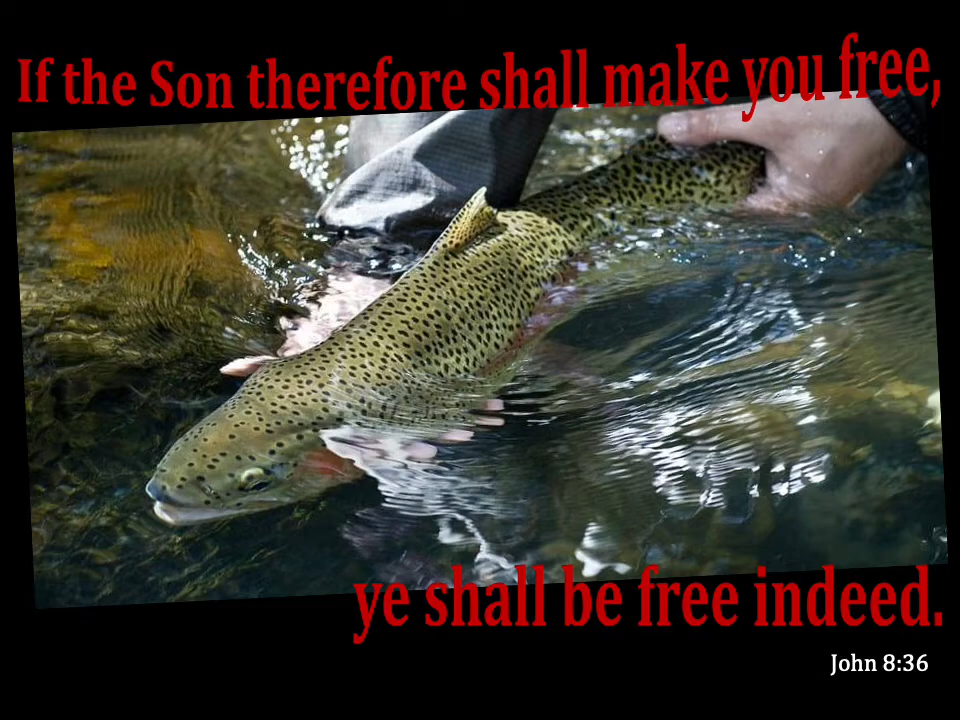 If the Son therefore shall make you free,
ye shall be free indeed.
John 8:36